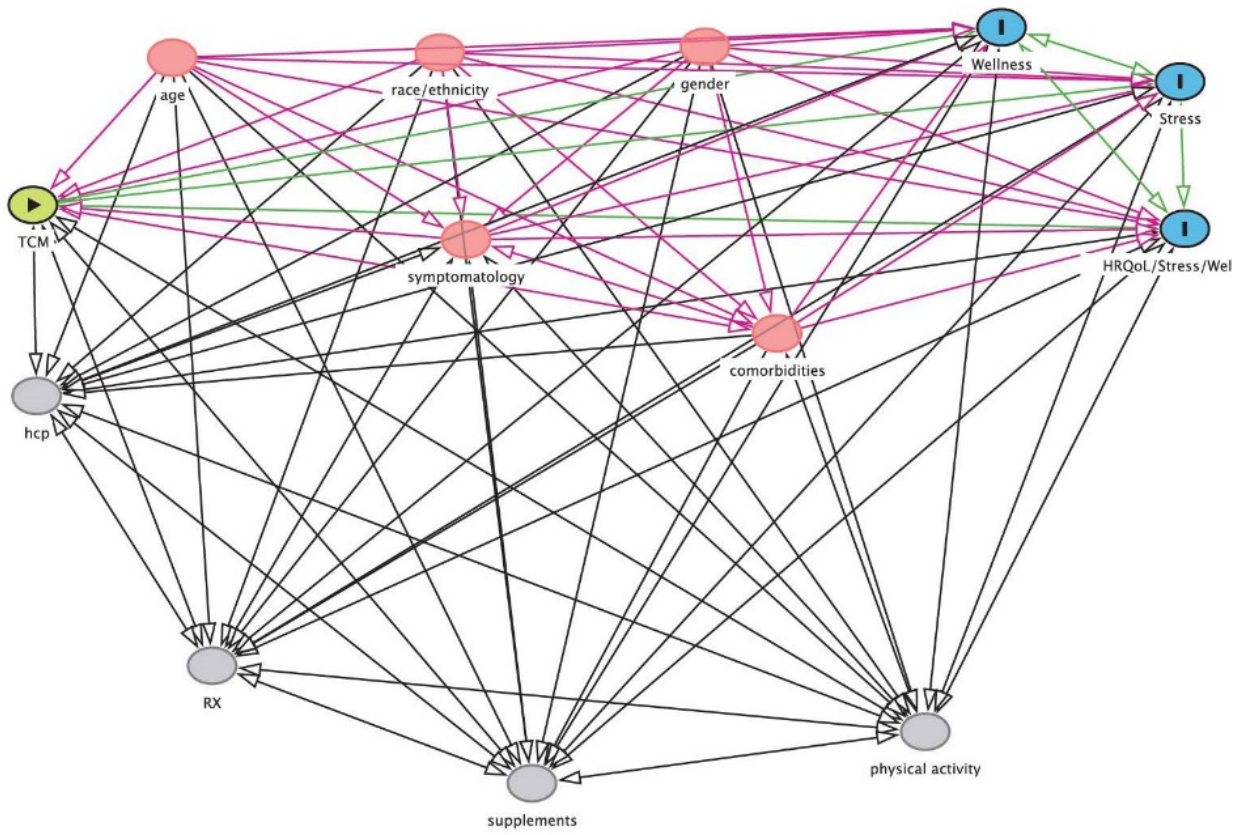 Wellness
age
race/ethnicity
gender
Stress
TCM
symptomatology
HRQoL/Stress/Wel
comorbidities
hcp
RX
physical activity
supplements